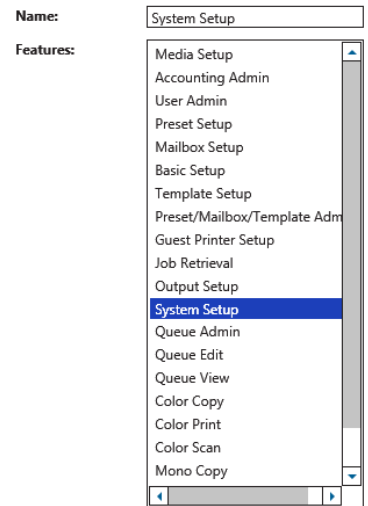 Name: System Setup
Features:
Media Setup
Accounting Admin
User Admin
Preset Setup
Mailbox Setup
Basic Setup
Template Setup
Preset/Mailbox/Template Adm
Guest Printer Setup
Job Retrieval
Output Setup
System Setup
Queue Admin
Queue Edit
Queue View
Color Copy
Color Print
Color Scan
Mono Copy